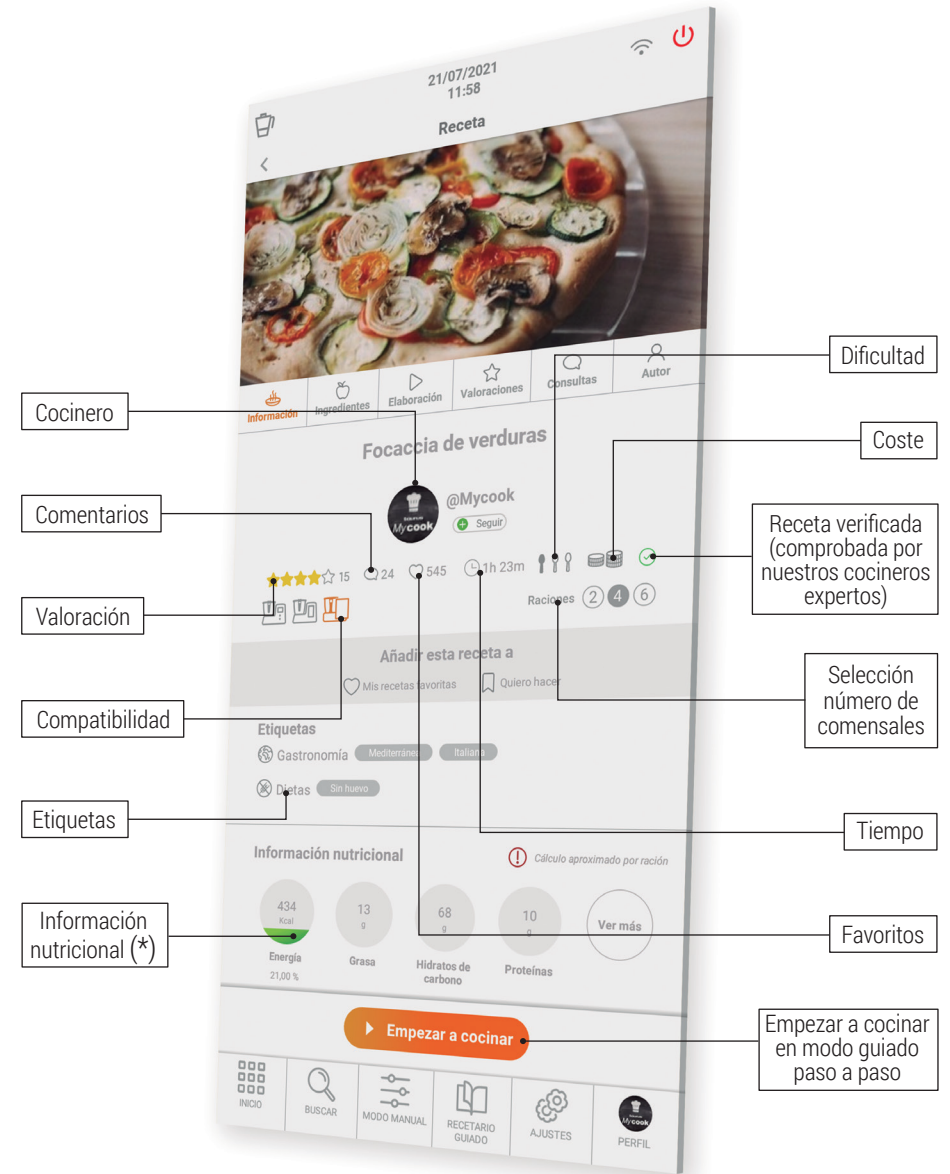 21/07/2021
11:58
Receta
Información
Ingredientes
Elaboración
Valoraciones
Consultas
Autor
Focaccia de verduras
Mycook
@Mycook
Seguir
15
24
545
1h 23m
Raciones 2 4 6
Añadir esta receta a
Mis recetas favoritas
Quiero hacer
Etiquetas
Gastronomía Mediterránea Italiana
Dietas Sin huevo
Información nutricional
Cálculo aproximado por ración
434
Kcal
Energía
21,00 %
13
g
Grasa
68
g
Hidratos de
carbono
10
g
Proteínas
Ver más
Empezar a cocinar
INICIO
BUSCAR
MODO MANUAL
RECETARIO
GUIADO
AJUSTES
Mycook
PERFIL
Cocinero
Comentarios
Valoración
Compatibilidad
Etiquetas
Información
nutricional (*)
Dificultad
Coste
Receta verificada
(comprobada por
nuestros cocineros
expertos)
Selección
número de
comensales
Tiempo
Favoritos
Empezar a cocinar
en modo guiado
paso a paso